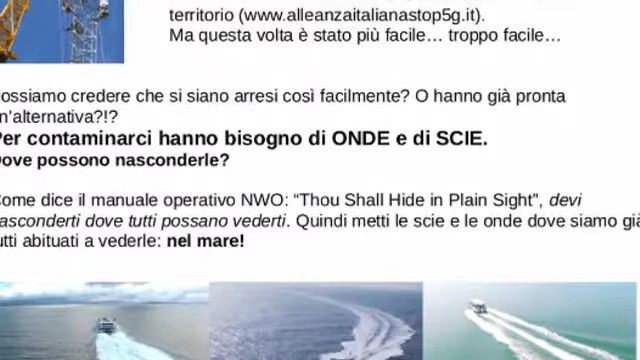 territorio (www.alleanzaitalianastop5g.it).
Ma questa volta è stato più facile… troppo facile…
ossiamo credere che si siano arresi così facilmente? O hanno già pronta
n'alternativa?!?
Per contaminarci hanno bisogno di ONDE e di SCIE.
Dove possono nasconderle?
ome dice il manuale operativo NWO: “Thou Shall Hide in Plain Sight”, devi
asconderti dove tutti possano vederti. Quindi metti le scie e le onde dove siamo già
utti abituati a vederle: nel mare!